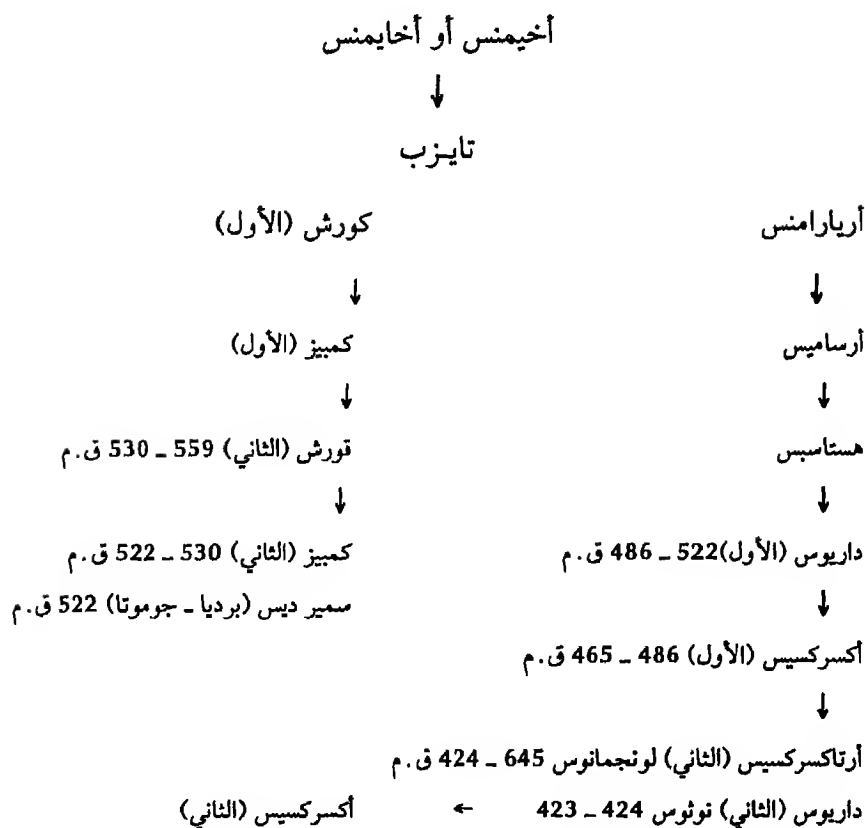 أخيمنس أو أخايمنس
↓
تايـزب
أريارامنس كورش (الأول)
↓ ↓
أرساميس كمبيز (الأول)
↓ ↓
هستاسبس قورش (الثاني) 559 ـ 530 ق.م
↓ ↓
داريوس (الأول)522 ـ 486 ق.م كمبيز (الثاني) 530 ـ 522 ق.م
↓ سمير ديس (برديا ـ جوموتا) 522 ق.م
أكسركسيس (الأول) 486 ـ 465 ق.م
↓
أرتاكسركسيس (الثاني) لونجمانوس 645 ـ 424 ق.م
داريوس (الثاني) نوثوس 424 ـ 423 ← أكسركسيس (الثاني)